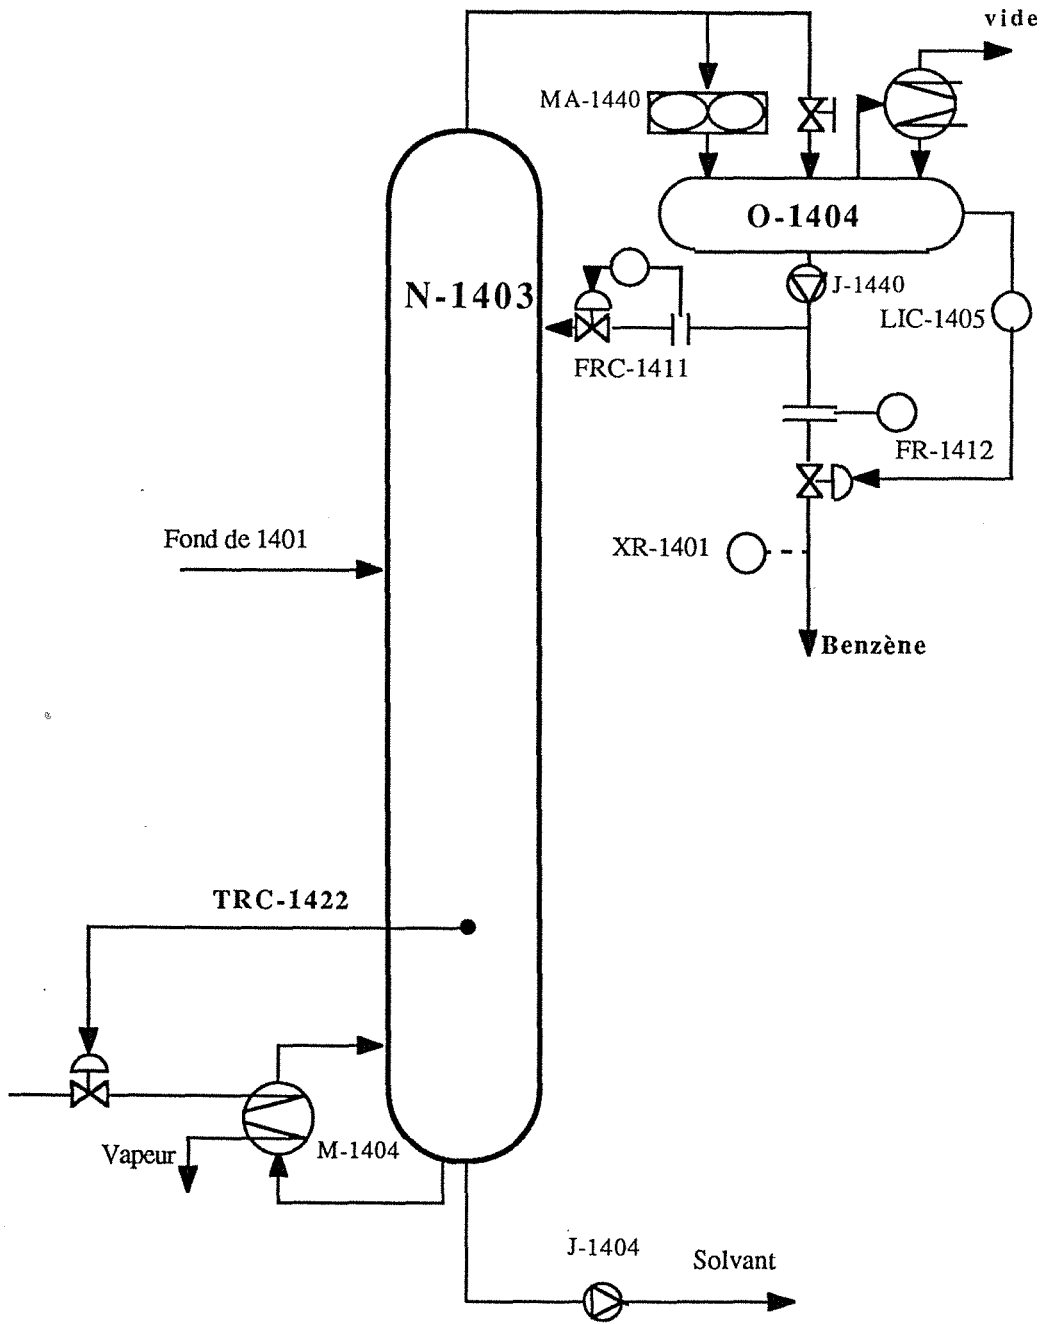 vide
MA-1440
O-1404
J-1440
N-1403
LIC-1405
FRC-1411
FR-1412
Fond de 1401
XR-1401
Benzène
TRC-1422
Vapeur
M-1404
J-1404
Solvant